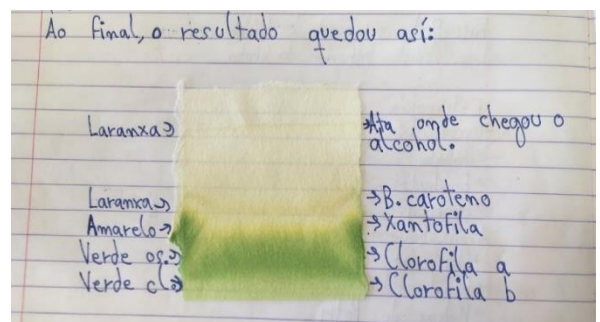 Ao final, o resultado quedou así:
Laranxa→ →Ata onde chegou o
alcohol.
Laranxa→ →B. caroteno
Amarelo→ →Xantofila
Verde os.→ →Clorofila a
Verde cl→ →Clorofila b